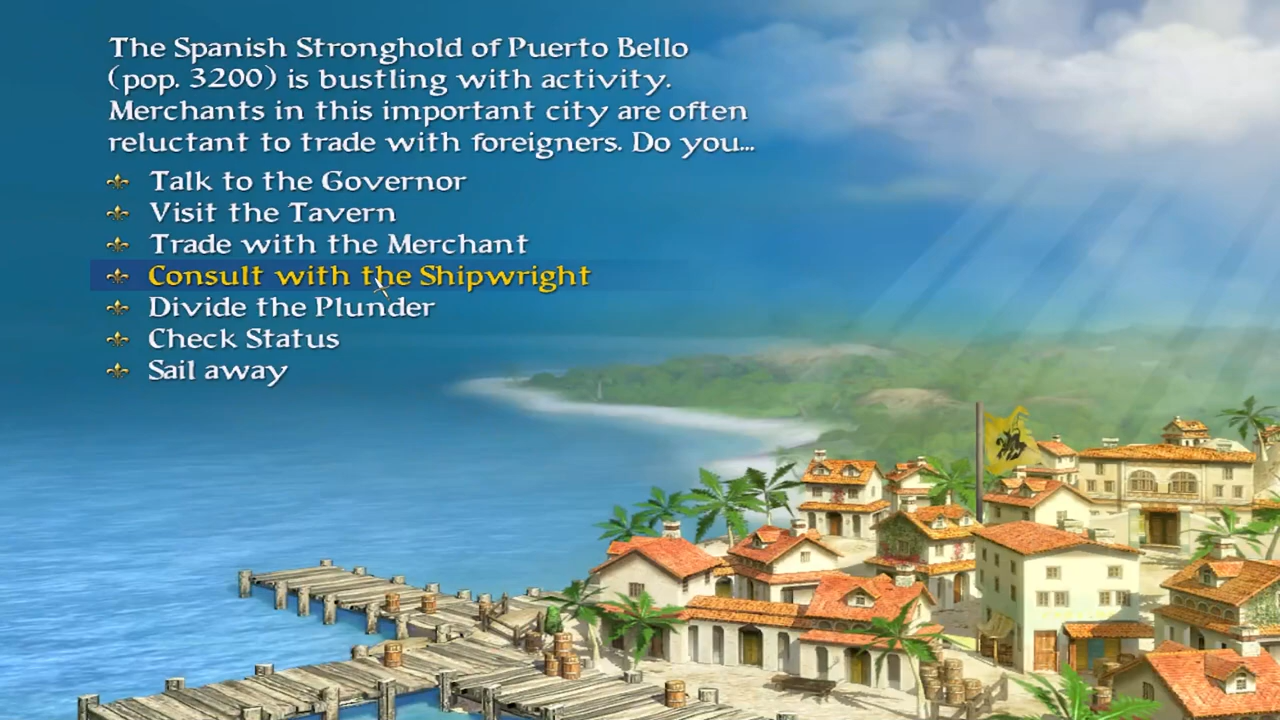 The Spanish Stronghold of Puerto Bello
(pop. 3200) is bustling with activity.
Merchants in this important city are often
reluctant to trade with foreigners. Do you...
Talk to the Governor
Visit the Tavern
Trade with the Merchant
Consult with the Shipwright
Divide the Plunder
Check Status
Sail away